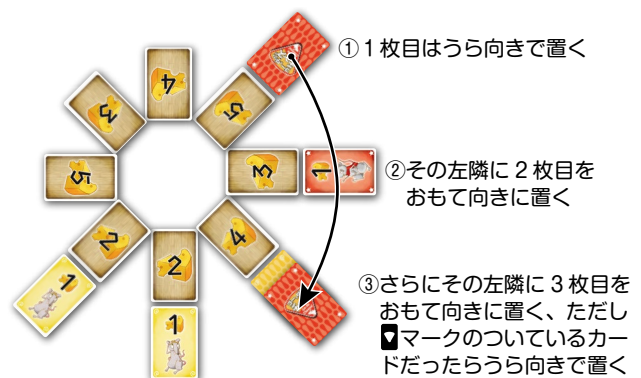 ①1枚目はうら向きで置く
4
5
3
②その左隣に2枚目を
おもて向きに置く
5
3
1
2
4
2
1
1
③さらにその左隣に3枚目を
おもて向きに置く、ただし
▼マークのついているカー
ドだったらうら向きで置く